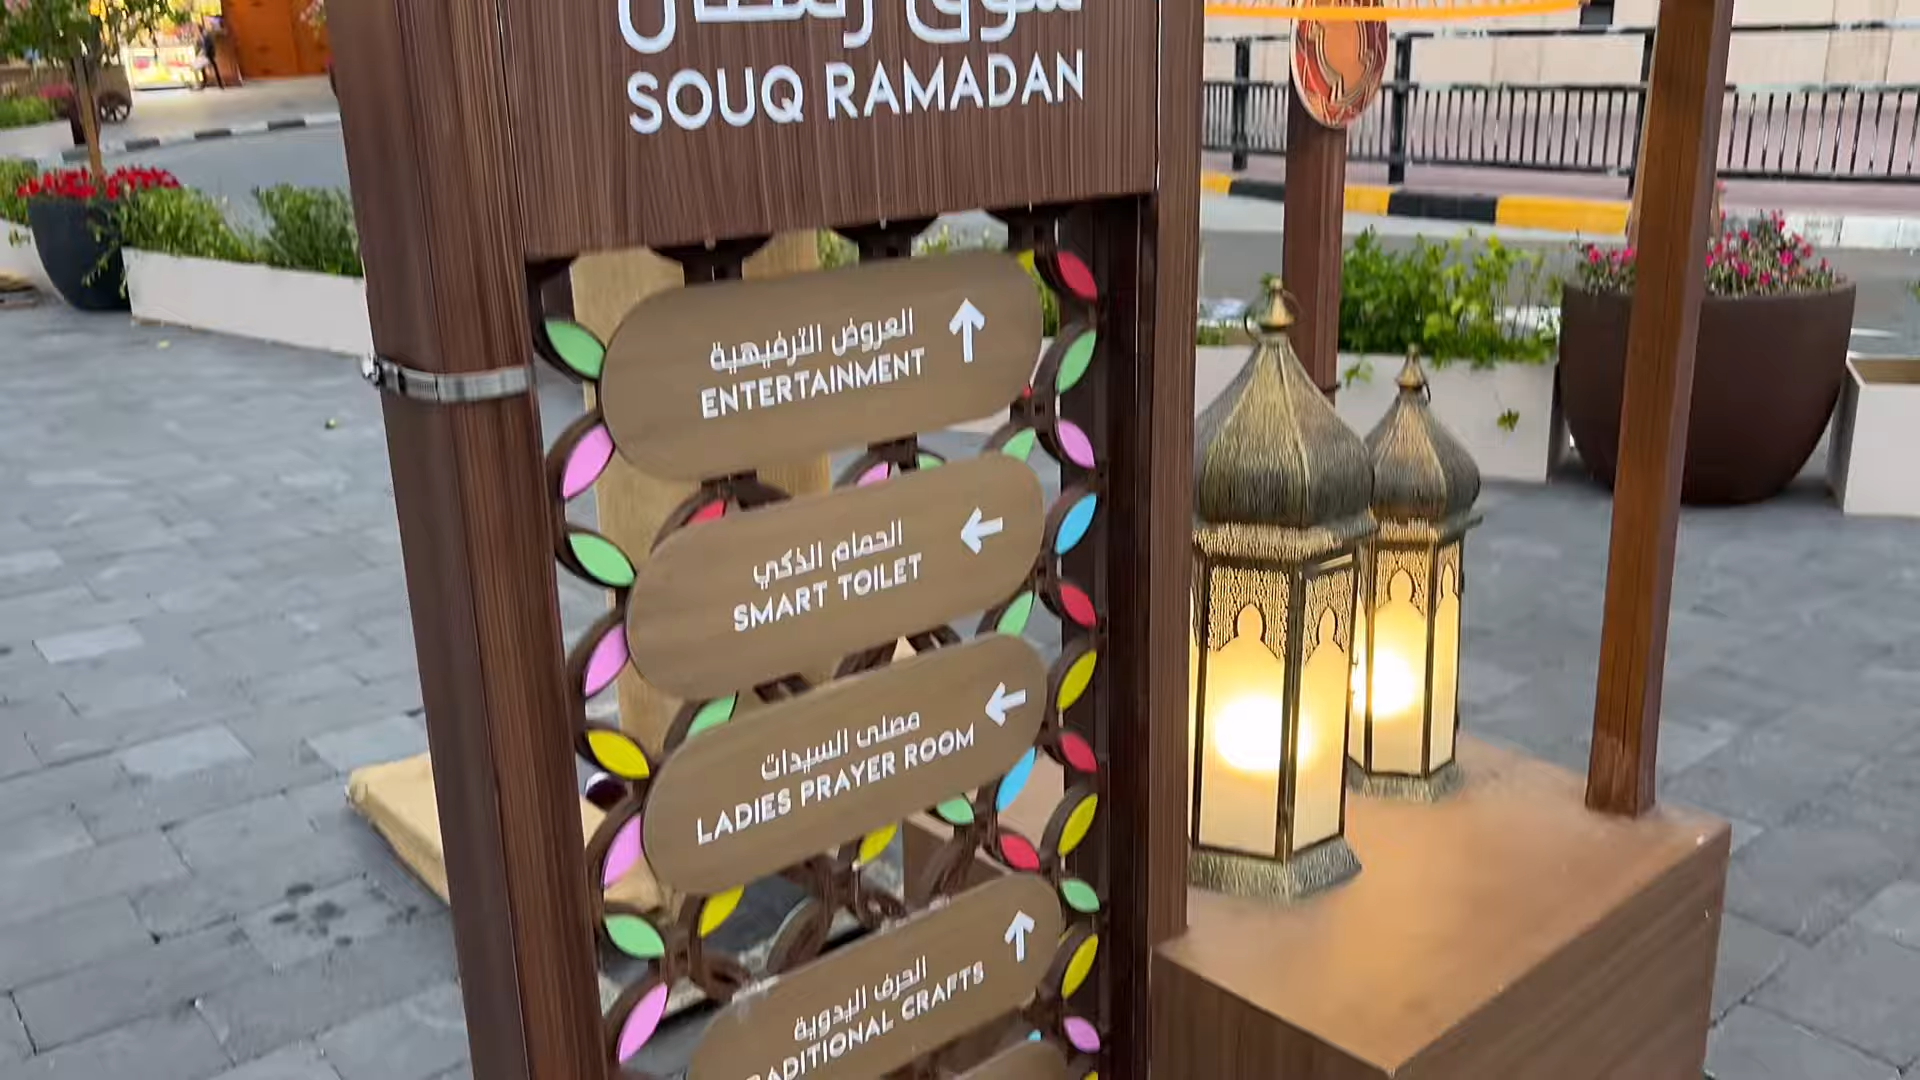 سوق رمضان
SOUQ RAMADAN
العروض الترفيهية
ENTERTAINMENT
الحمام الذكي
SMART TOILET
مصلى السيدات
LADIES PRAYER ROOM
الحرف اليدوية
RADITIONAL CRAFTS